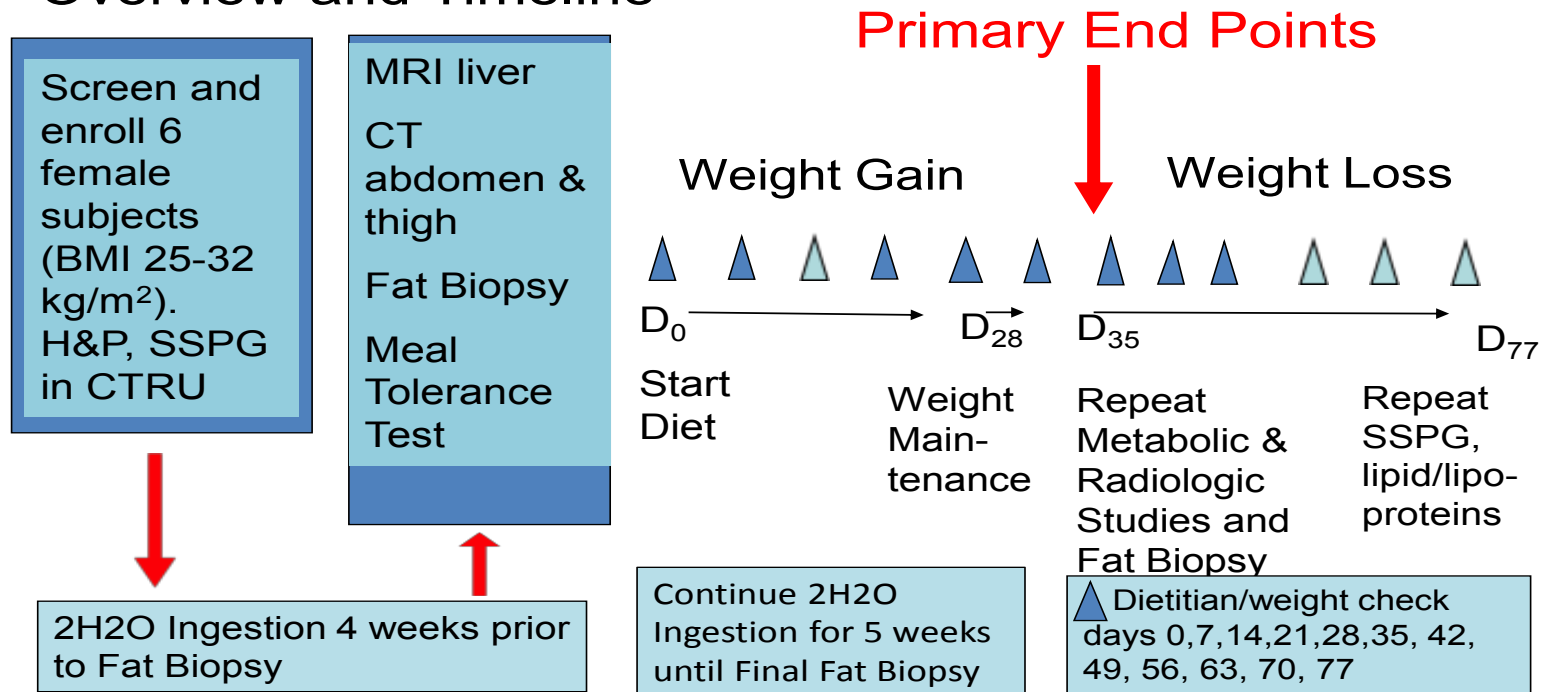 Overview and Timeline
Primary End Points
Screen and
enroll 6
female
subjects
(BMI 25-32
kg/m²).
H&P, SSPG
in CTRU
MRI liver
CT
abdomen &
thigh
Fat Biopsy
Meal
Tolerance
Test
2H2O Ingestion 4 weeks prior
to Fat Biopsy
Weight Gain
Weight Loss
D₀
D₂₈
D₃₅
D₇₇
Start
Diet
Weight
Main-
tenance
Repeat
Metabolic &
Radiologic
Studies and
Fat Biopsy
Repeat
SSPG,
lipid/lipo-
proteins
Continue 2H2O
Ingestion for 5 weeks
until Final Fat Biopsy
Dietitian/weight check
days 0,7,14,21,28,35, 42,
49, 56, 63, 70, 77